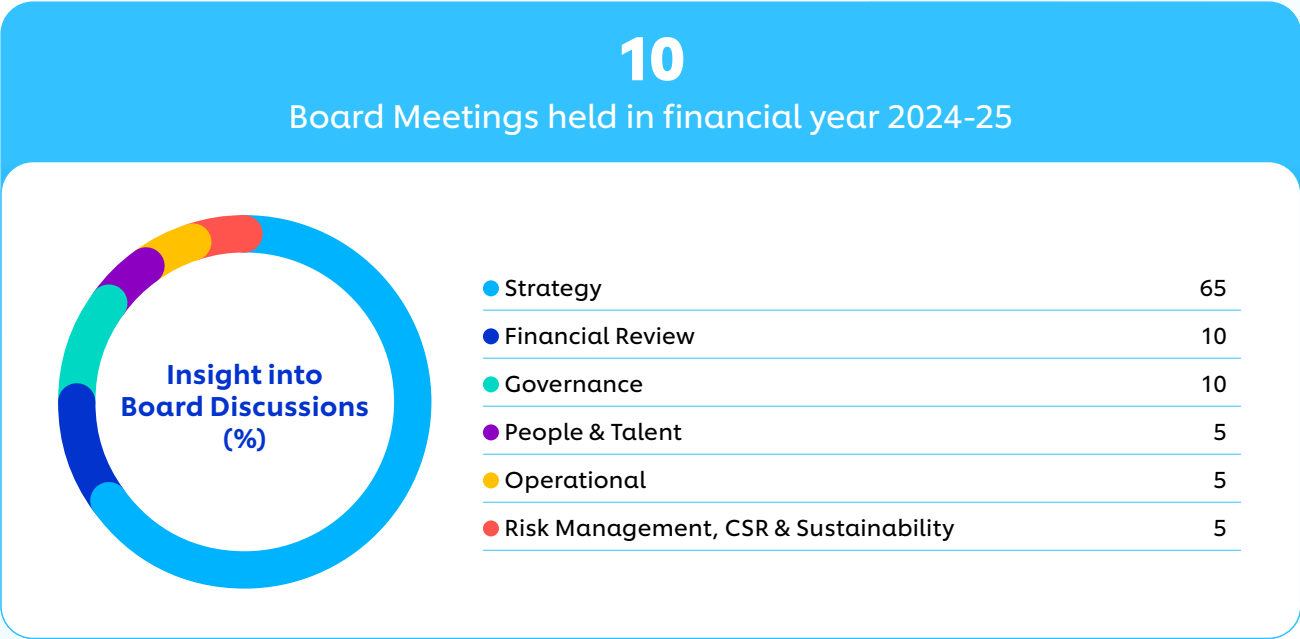 10
Board Meetings held in financial year 2024-25
Insight into
Board Discussions
(%)
Strategy 65
Financial Review 10
Governance 10
People & Talent 5
Operational 5
Risk Management, CSR & Sustainability 5